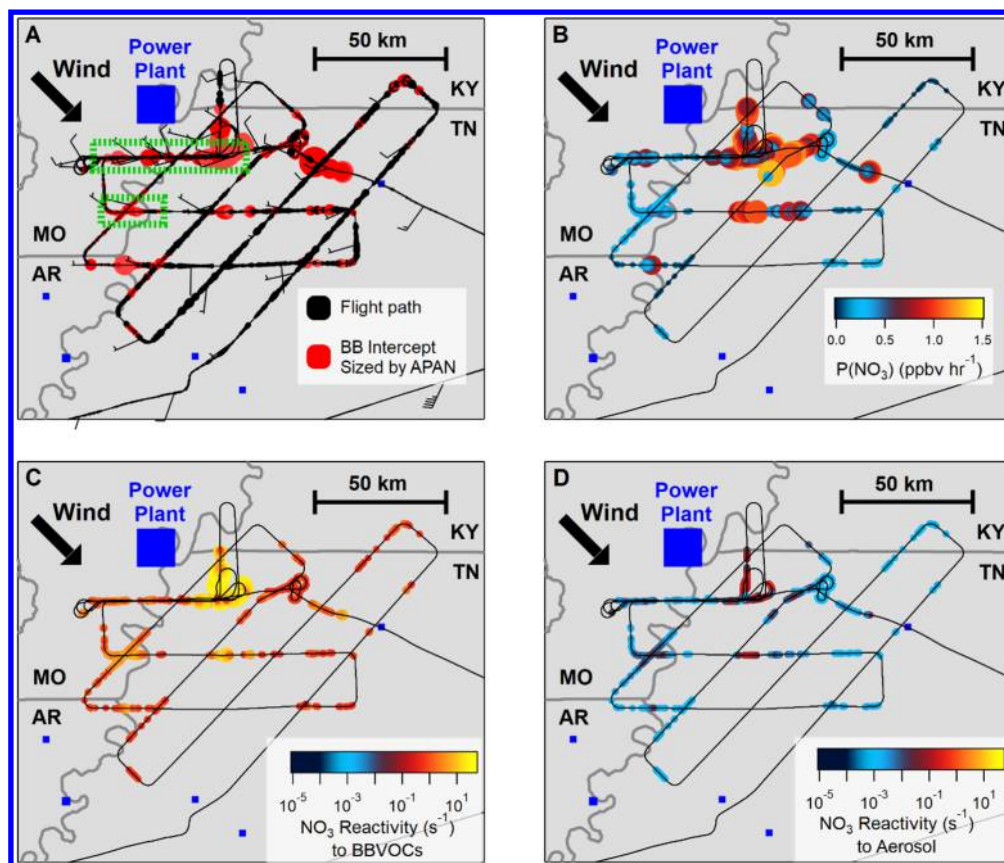 A
Power
Plant
Wind
50 km
KY
TN
MO
AR
Flight path
BB Intercept
Sized by APAN
B
Power
Plant
Wind
50 km
KY
TN
MO
AR
0.0 0.5 1.0 1.5
P(NO3) (ppbv hr-1)
C
Power
Plant
Wind
50 km
KY
TN
MO
AR
10-5 10-3 10-1 101
NO3 Reactivity (s-1)
to BBVOCs
D
Power
Plant
Wind
50 km
KY
TN
MO
AR
10-5 10-3 10-1 101
NO3 Reactivity (s-1)
to Aerosol